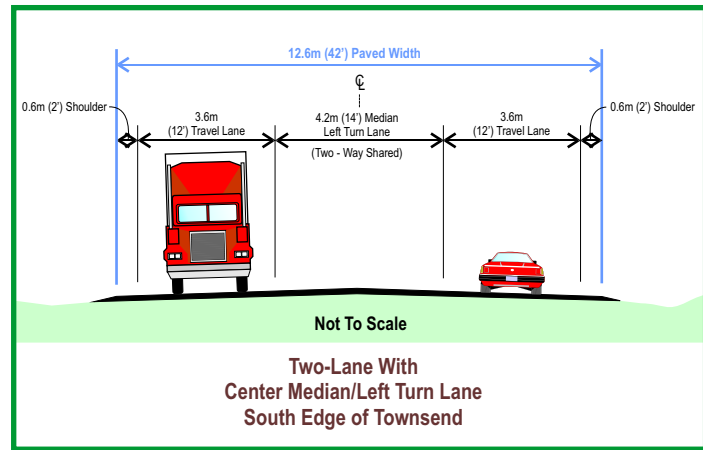 12.6m (42') Paved Width
℄
0.6m (2') Shoulder
3.6m
(12') Travel Lane
4.2m (14') Median
Left Turn Lane
(Two - Way Shared)
3.6m
(12') Travel Lane
0.6m (2') Shoulder
Not To Scale
Two-Lane With
Center Median/Left Turn Lane
South Edge of Townsend